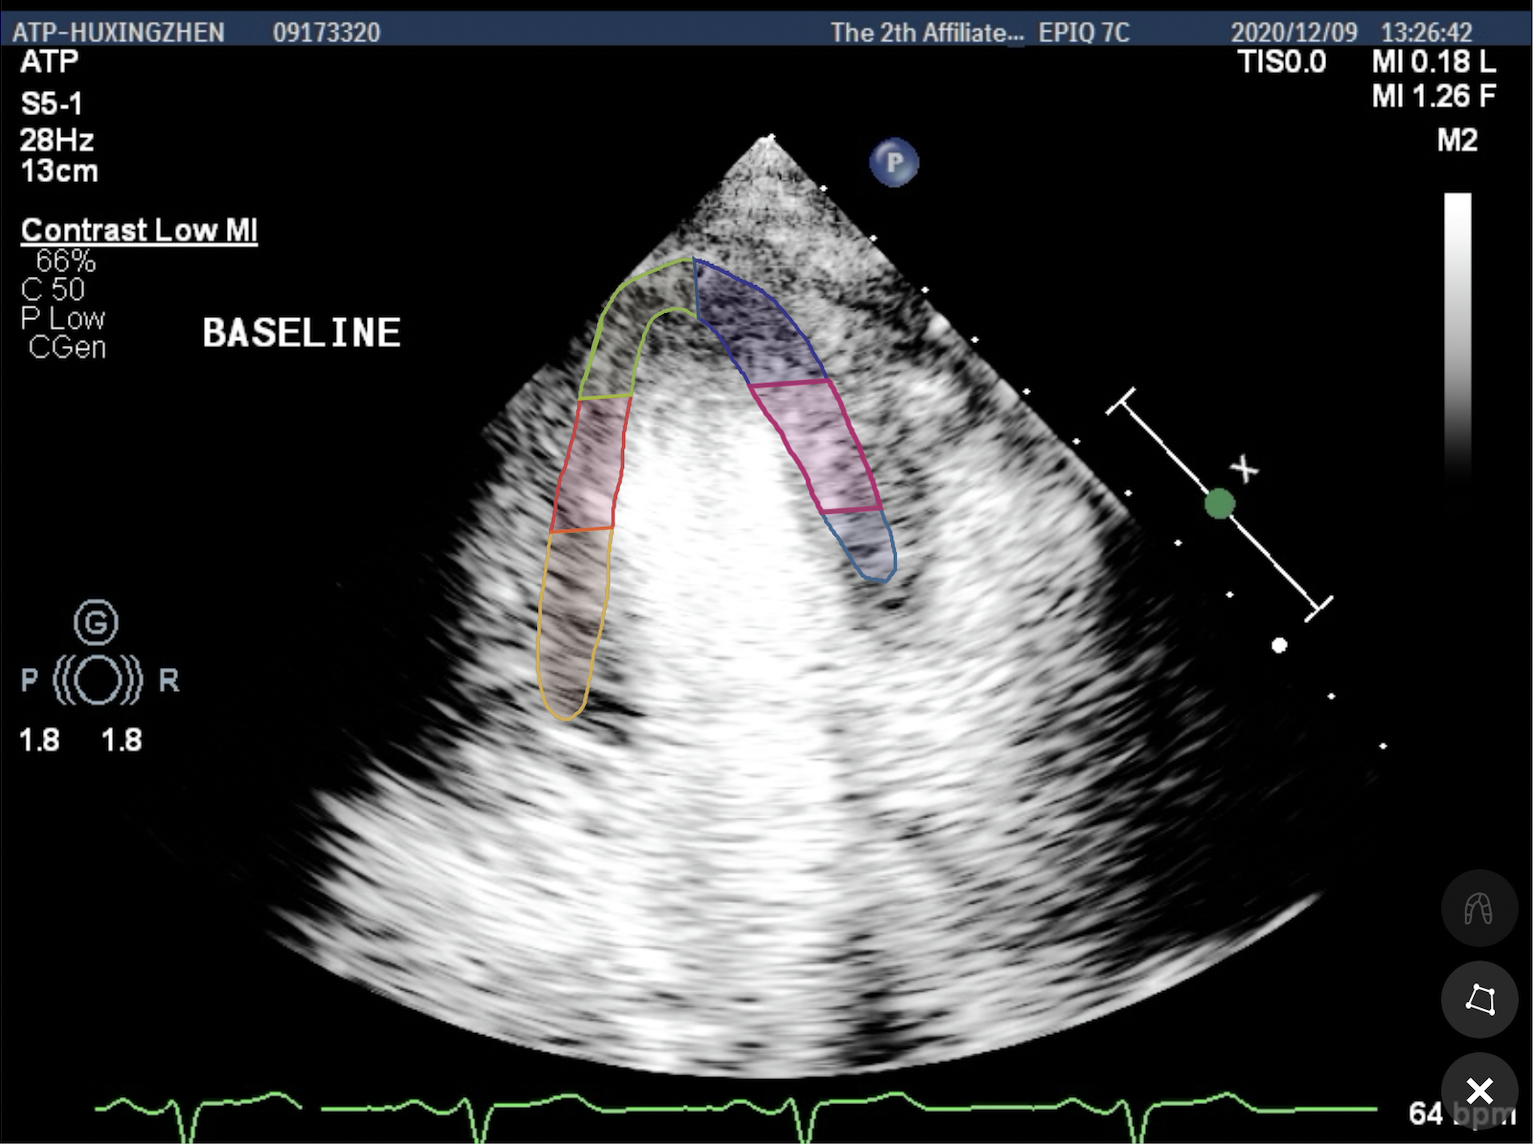 ATP-HUXINGZHEN 09173320 The 2th Affiliate... EPIQ 7C 2020/12/09 13:26:42
ATP
TIS0.0 MI 0.18 L
MI 1.26 F
S5-1
28Hz
13cm
M2
P
Contrast Low MI
66%
C 50
P Low
CGen
BASELINE
X
G
P R
1.8 1.8
64 bpm